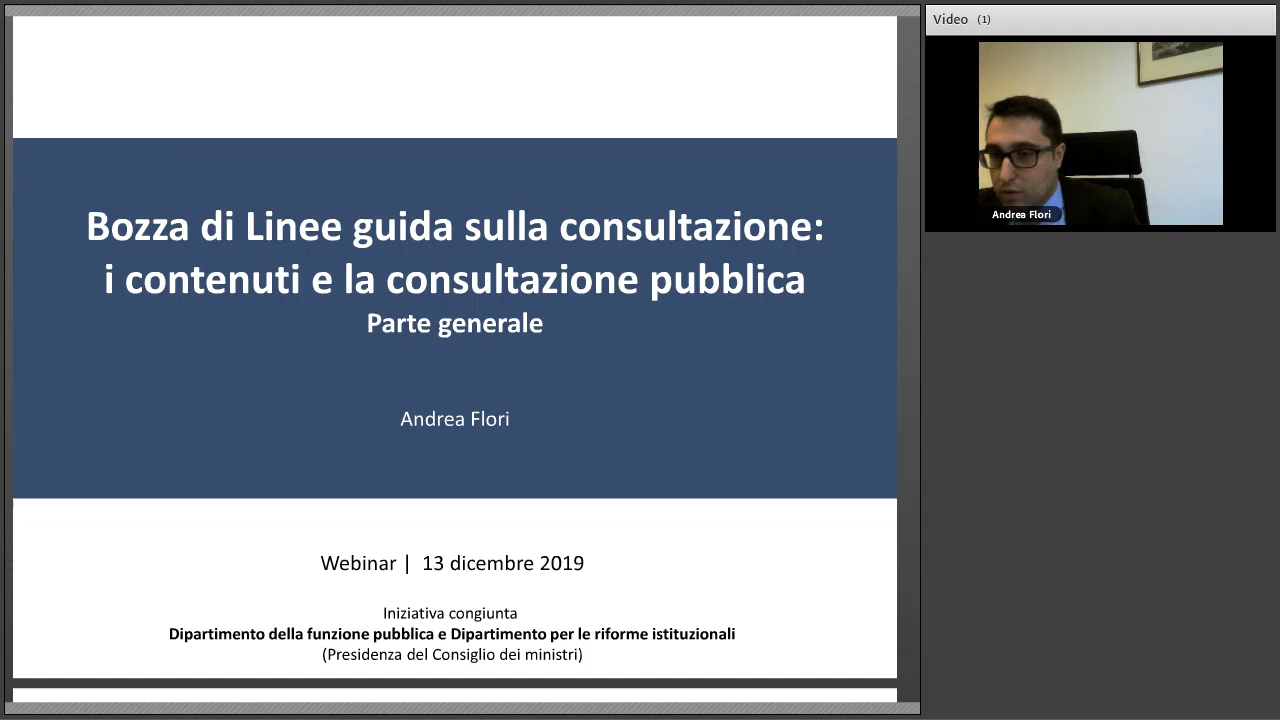 Bozza di Linee guida sulla consultazione:
i contenuti e la consultazione pubblica
Parte generale
Andrea Flori
Webinar | 13 dicembre 2019
Iniziativa congiunta
Dipartimento della funzione pubblica e Dipartimento per le riforme istituzionali
(Presidenza del Consiglio dei ministri)
Video (1)
Andrea Flori